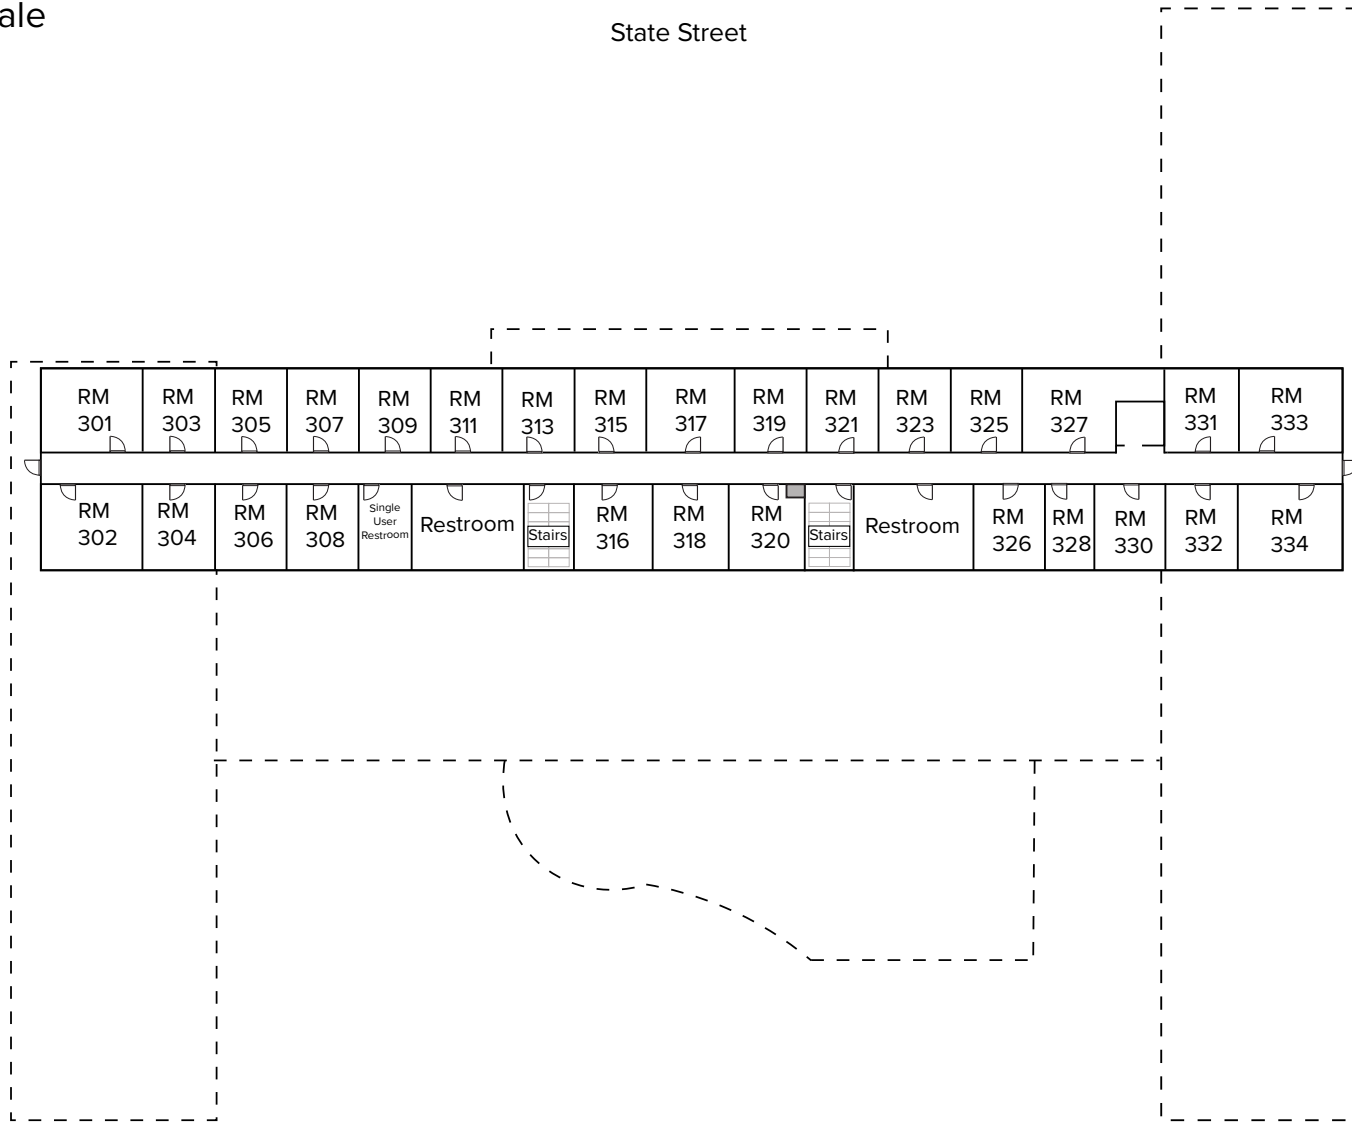 ale
State Street
RM
301
RM
303
RM
305
RM
307
RM
309
RM
311
RM
313
RM
315
RM
317
RM
319
RM
321
RM
323
RM
325
RM
327
RM
331
RM
333
RM
302
RM
304
RM
306
RM
308
Single
User
Restroom
Restroom
Stairs
RM
316
RM
318
RM
320
Stairs
Restroom
RM
326
RM
328
RM
330
RM
332
RM
334